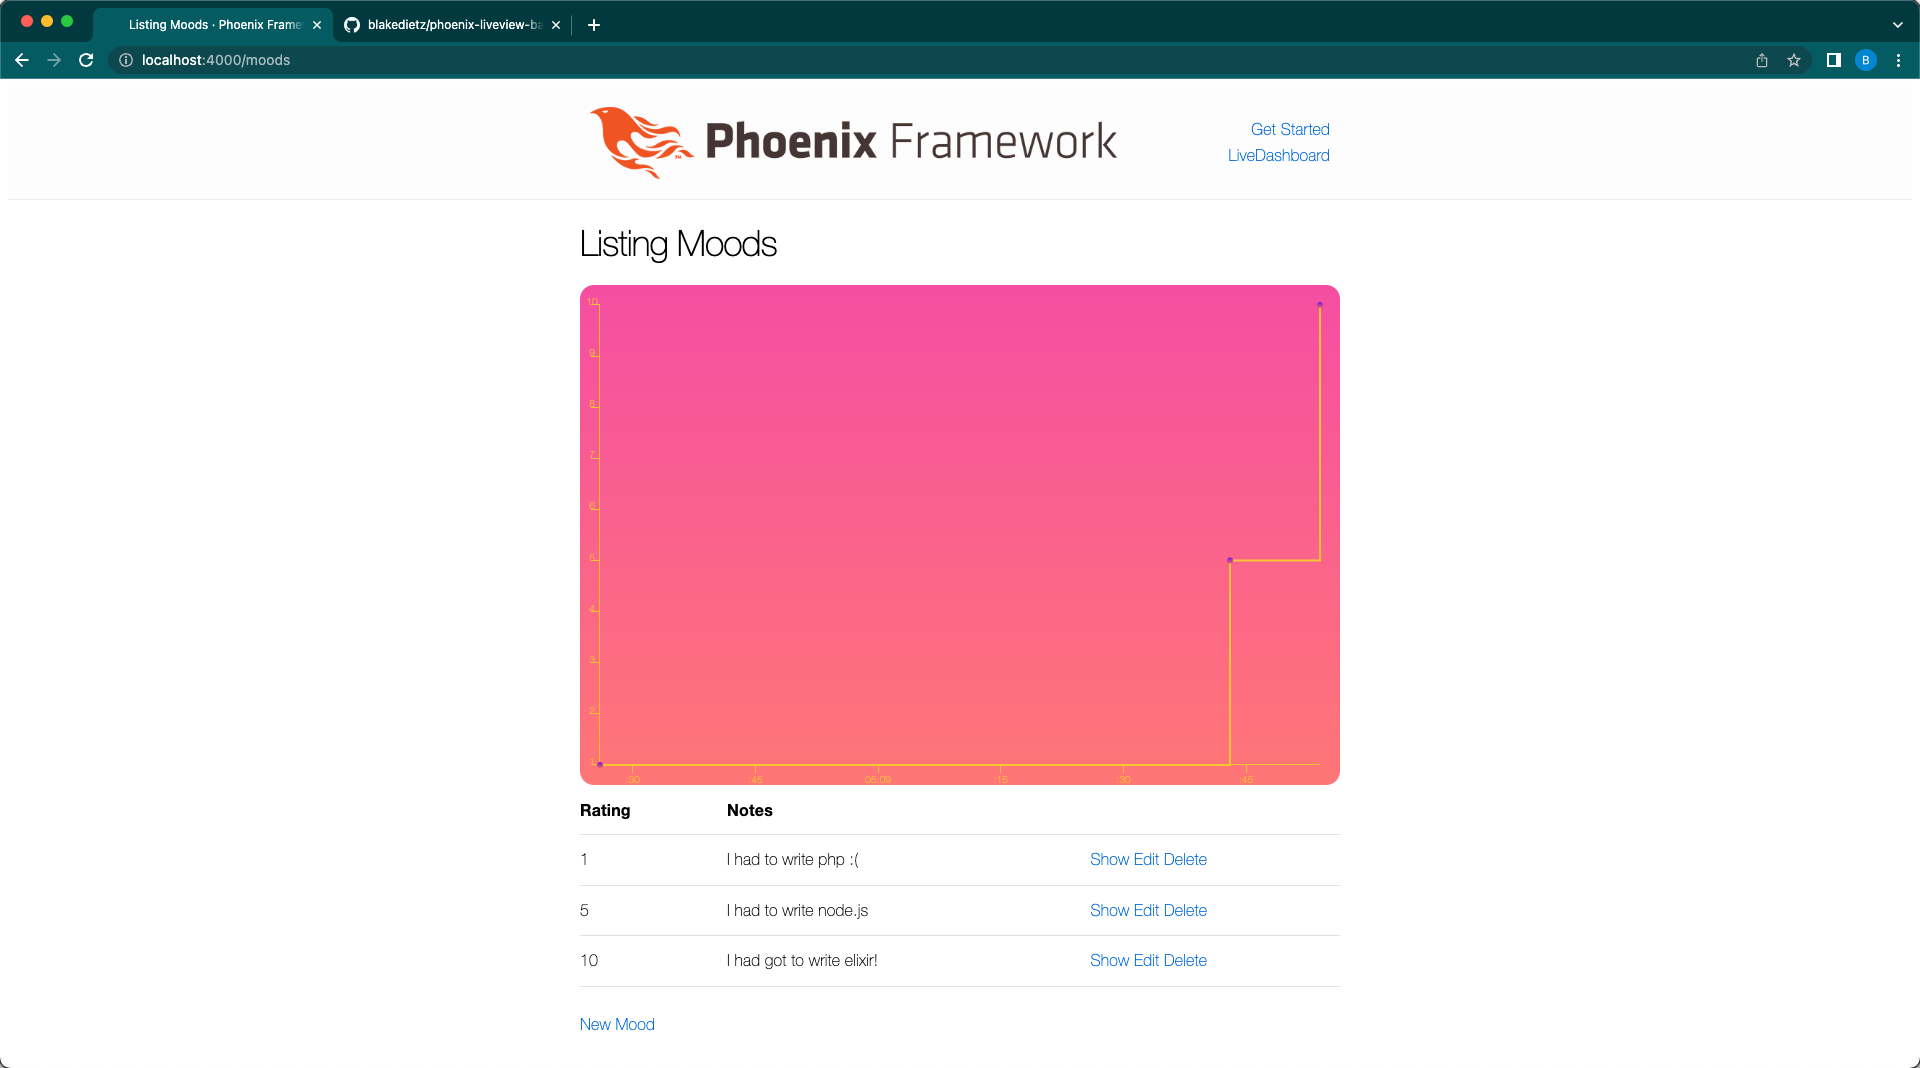 Listing Moods · Phoenix Frame
blakedietz/phoenix-liveview-ba
localhost:4000/moods
B
Phoenix Framework
™
Get Started
LiveDashboard
Listing Moods
10
9
8
7
6
5
4
3
2
1
:30 :45 05:09 :15 :30 :45
Rating Notes
1 I had to write php :( Show Edit Delete
5 I had to write node.js Show Edit Delete
10 I had got to write elixir! Show Edit Delete
New Mood